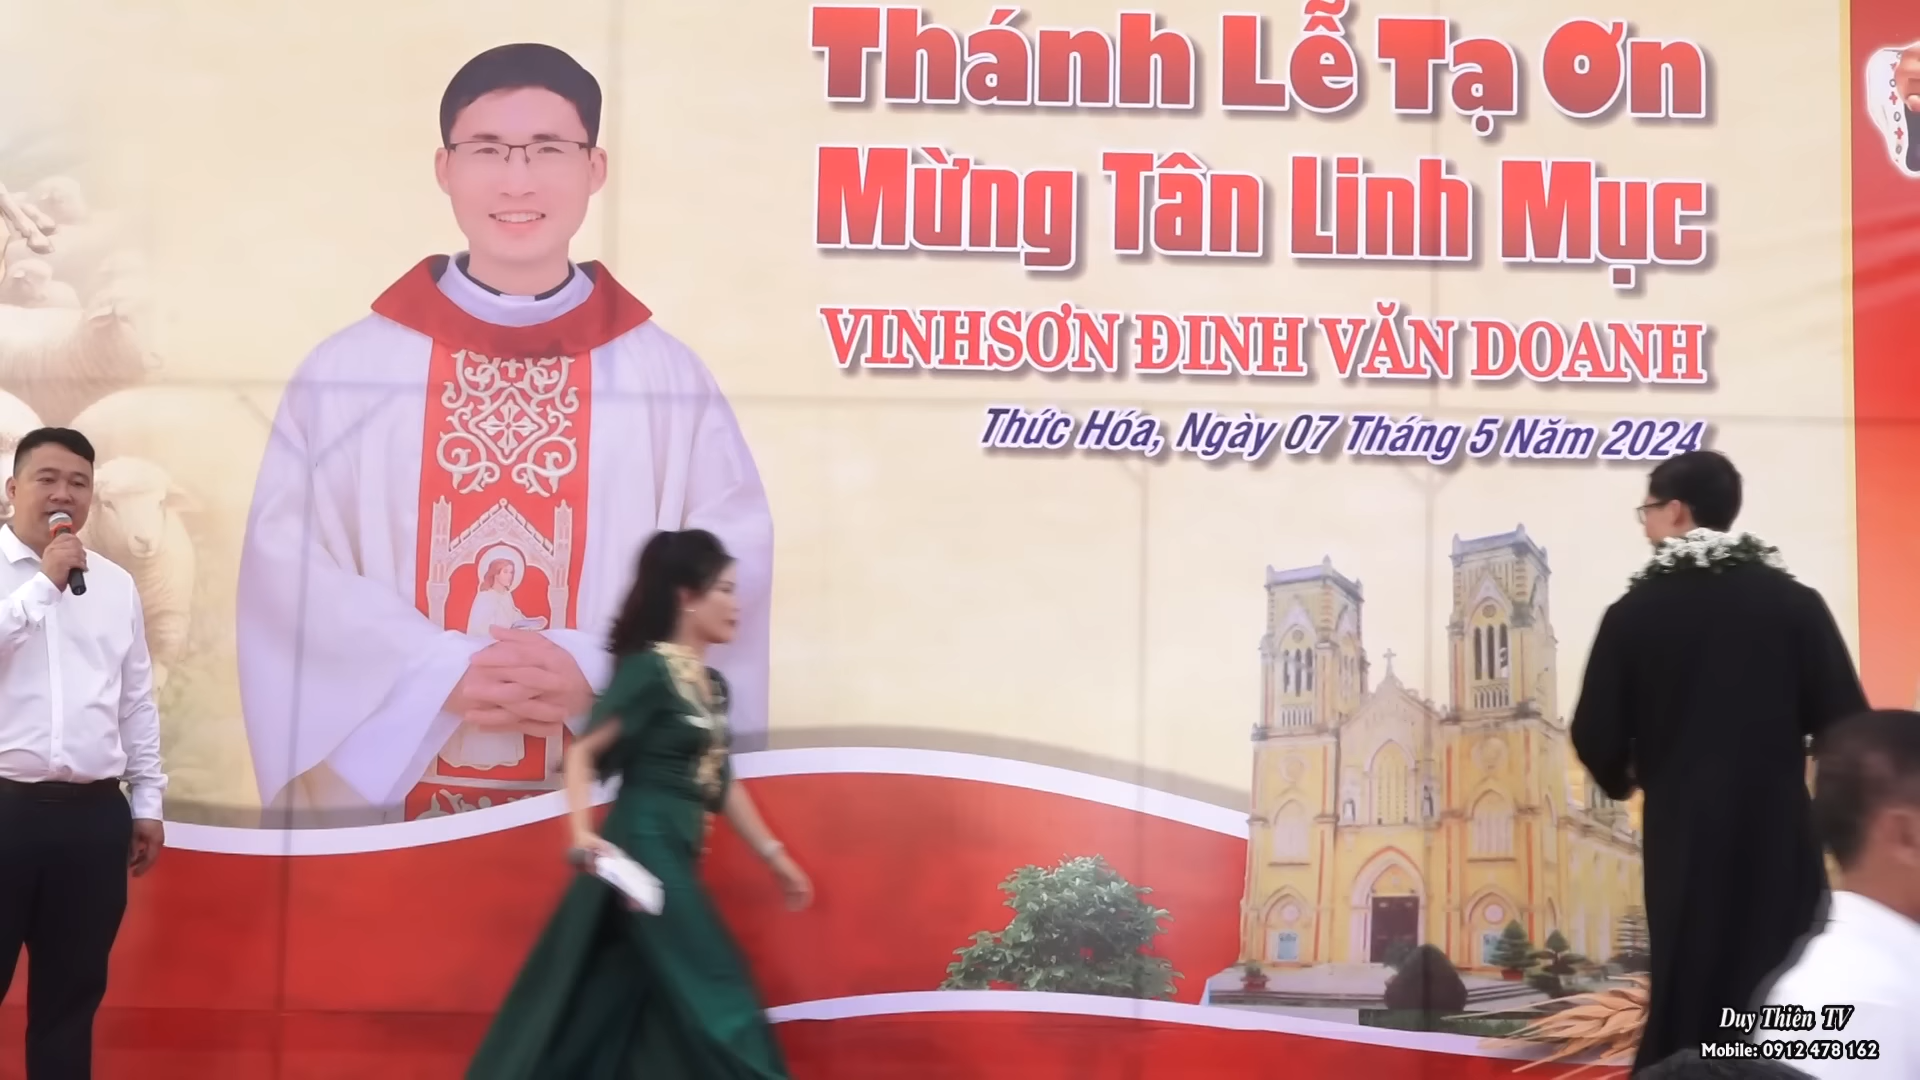 Thánh Lễ Tạ Ơn
Mừng Tân Linh Mục
VINHSƠN ĐINH VĂN DOANH
Thức Hóa, Ngày 07 Tháng 5 Năm 2024
Duy Thiên TV
Mobile: 0912 478 162